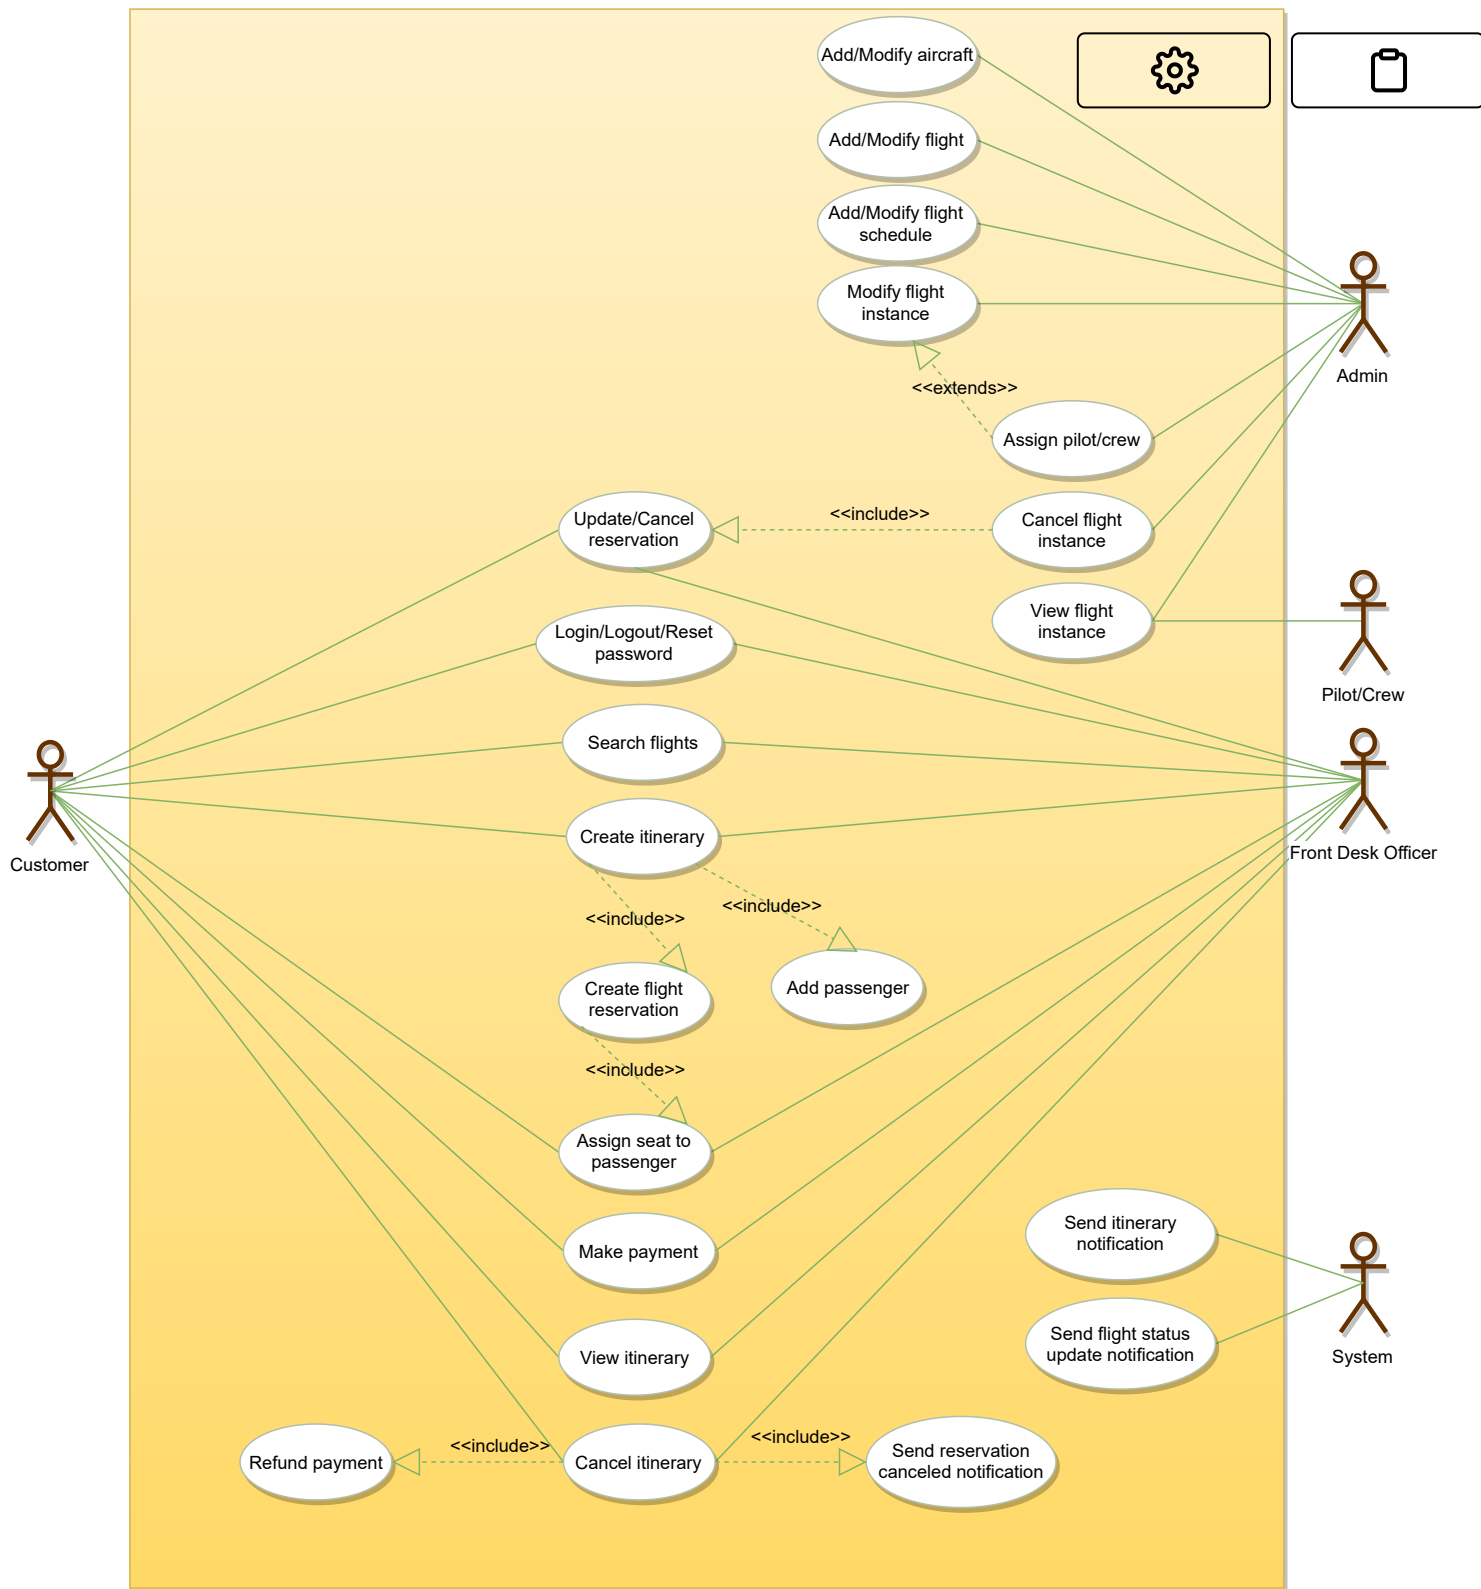 Add/Modify aircraft
Add/Modify flight
Add/Modify flight
schedule
Modify flight
instance
Admin
<<extends>>
Assign pilot/crew
Update/Cancel
reservation
<<include>>
Cancel flight
instance
View flight
instance
Login/Logout/Reset
password
Pilot/Crew
Search flights
Create itinerary
Customer
Front Desk Officer
<<include>>
<<include>>
Create flight
reservation
Add passenger
<<include>>
Assign seat to
passenger
Make payment
Send itinerary
notification
Send flight status
update notification
System
View itinerary
Refund payment
<<include>>
Cancel itinerary
<<include>>
Send reservation
canceled notification